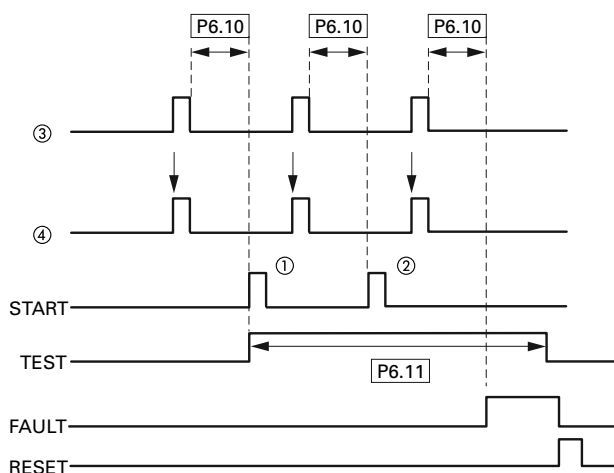 P6.10 P6.10 P6.10
③
④
① ②
START
TEST
P6.11
FAULT
RESET